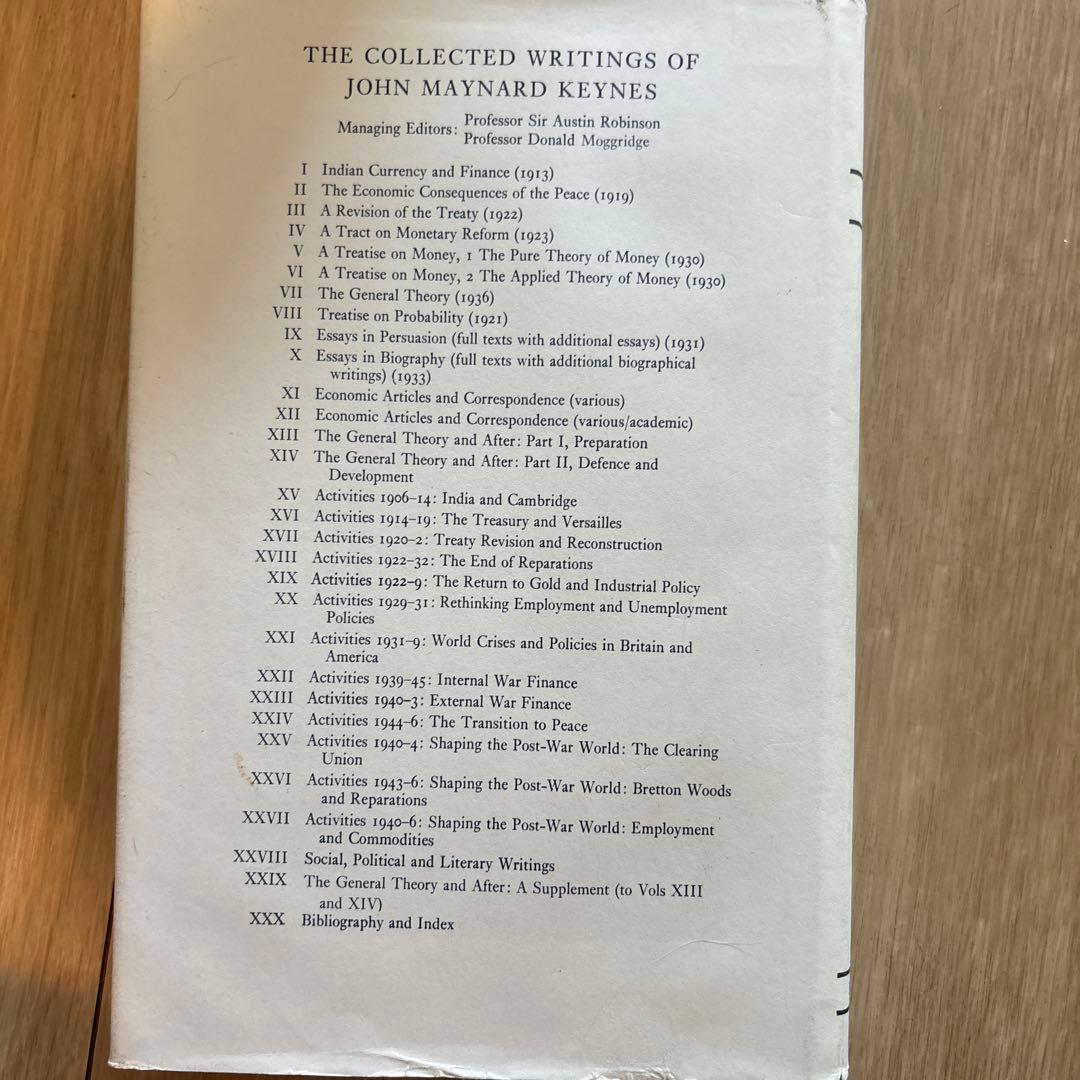 THE COLLECTED WRITINGS OF
JOHN MAYNARD KEYNES
Managing Editors: Professor Sir Austin Robinson
Professor Donald Moggridge
I Indian Currency and Finance (1913)
II The Economic Consequences of the Peace (1919)
III A Revision of the Treaty (1922)
IV A Tract on Monetary Reform (1923)
V A Treatise on Money, 1 The Pure Theory of Money (1930)
VI A Treatise on Money, 2 The Applied Theory of Money (1930)
VII The General Theory (1936)
VIII Treatise on Probability (1921)
IX Essays in Persuasion (full texts with additional essays) (1931)
X Essays in Biography (full texts with additional biographical
writings) (1933)
XI Economic Articles and Correspondence (various)
XII Economic Articles and Correspondence (various/academic)
XIII The General Theory and After: Part I, Preparation
XIV The General Theory and After: Part II, Defence and
Development
XV Activities 1906–14: India and Cambridge
XVI Activities 1914–19: The Treasury and Versailles
XVII Activities 1920–2: Treaty Revision and Reconstruction
XVIII Activities 1922–32: The End of Reparations
XIX Activities 1922–9: The Return to Gold and Industrial Policy
XX Activities 1929–31: Rethinking Employment and Unemployment
Policies
XXI Activities 1931–9: World Crises and Policies in Britain and
America
XXII Activities 1939–45: Internal War Finance
XXIII Activities 1940–3: External War Finance
XXIV Activities 1944–6: The Transition to Peace
XXV Activities 1940–4: Shaping the Post-War World: The Clearing
Union
XXVI Activities 1943–6: Shaping the Post-War World: Bretton Woods
and Reparations
XXVII Activities 1940–6: Shaping the Post-War World: Employment
and Commodities
XXVIII Social, Political and Literary Writings
XXIX The General Theory and After: A Supplement (to Vols XIII
and XIV)
XXX Bibliography and Index